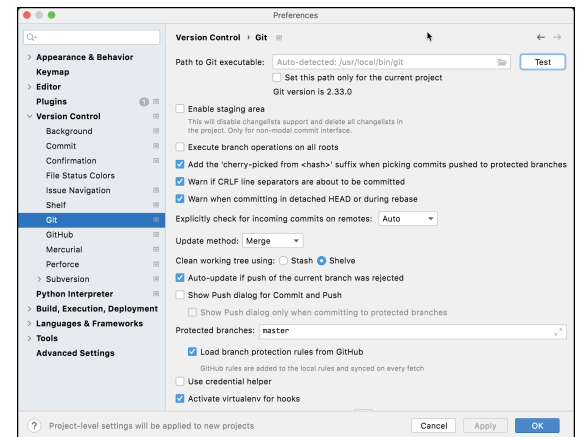 Preferences
Version Control › Git
Appearance & Behavior
Keymap
Editor
Plugins 1
Version Control
Background
Commit
Confirmation
File Status Colors
Issue Navigation
Shelf
Git
GitHub
Mercurial
Perforce
Subversion
Python Interpreter
Build, Execution, Deployment
Languages & Frameworks
Tools
Advanced Settings
Path to Git executable: Auto-detected: /usr/local/bin/git Test
Set this path only for the current project
Git version is 2.33.0
Enable staging area
This will disable changelists support and delete all changelists in
the project. Only for non-modal commit interface.
Execute branch operations on all roots
Add the 'cherry-picked from <hash>' suffix when picking commits pushed to protected branches
Warn if CRLF line separators are about to be committed
Warn when committing in detached HEAD or during rebase
Explicitly check for incoming commits on remotes: Auto
Update method: Merge
Clean working tree using: Stash Shelve
Auto-update if push of the current branch was rejected
Show Push dialog for Commit and Push
Show Push dialog only when committing to protected branches
Protected branches: master
Load branch protection rules from GitHub
GitHub rules are added to the local rules and synced on every fetch
Use credential helper
Activate virtualenv for hooks
? Project-level settings will be applied to new projects
Cancel Apply OK